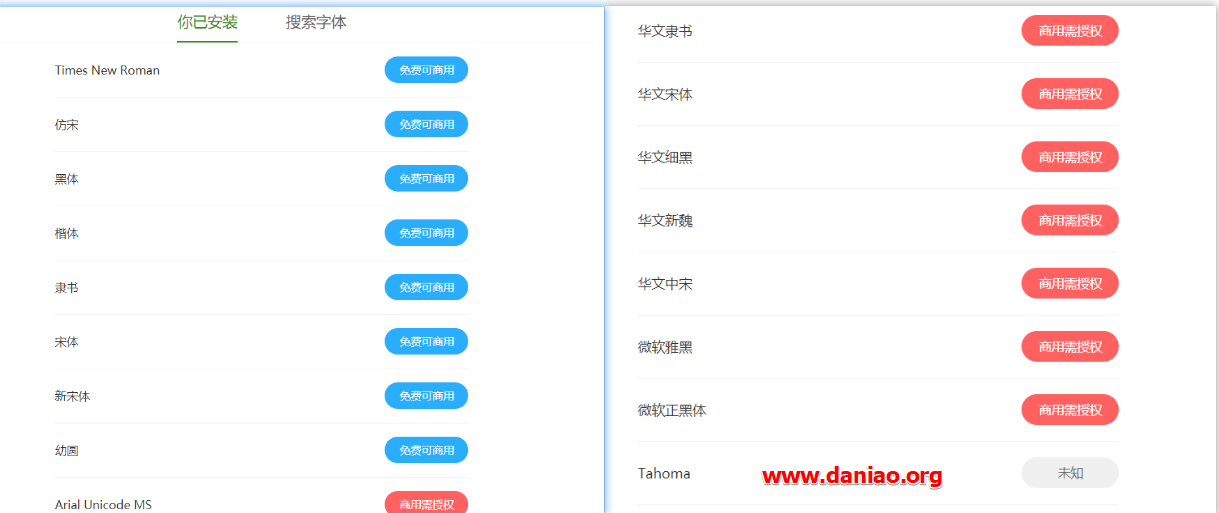 你已安装 搜索字体
Times New Roman 免费可商用
仿宋 免费可商用
黑体 免费可商用
楷体 免费可商用
隶书 免费可商用
宋体 免费可商用
新宋体 免费可商用
幼圆 免费可商用
Arial Unicode MS 商用需授权
华文隶书 商用需授权
华文宋体 商用需授权
华文细黑 商用需授权
华文新魏 商用需授权
华文中宋 商用需授权
微软雅黑 商用需授权
微软正黑体 商用需授权
Tahoma www.daniao.org 未知